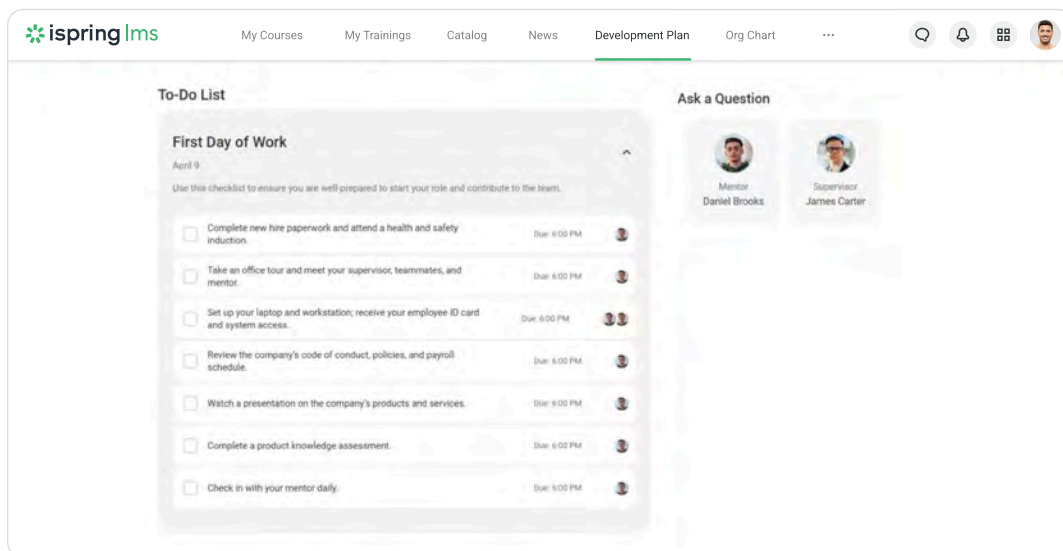 ispring lms
My Courses
My Trainings
Catalog
News
Development Plan
Org Chart
To-Do List
First Day of Work
April 9
Use this checklist to ensure you are well-prepared to start your role and contribute to the team.
Complete new hire paperwork and attend a health and safety
induction.
Due: 6:00 PM
Take an office tour and meet your supervisor, teammates, and
mentor.
Due: 6:00 PM
Set up your laptop and workstation; receive your employee ID card
and system access.
Due: 6:00 PM
Review the company's code of conduct, policies, and payroll
schedule.
Due: 6:00 PM
Watch a presentation on the company's products and services.
Due: 6:00 PM
Complete a product knowledge assessment.
Due: 6:00 PM
Check in with your mentor daily.
Due: 6:00 PM
Ask a Question
Mentor
Daniel Brooks
Supervisor
James Carter